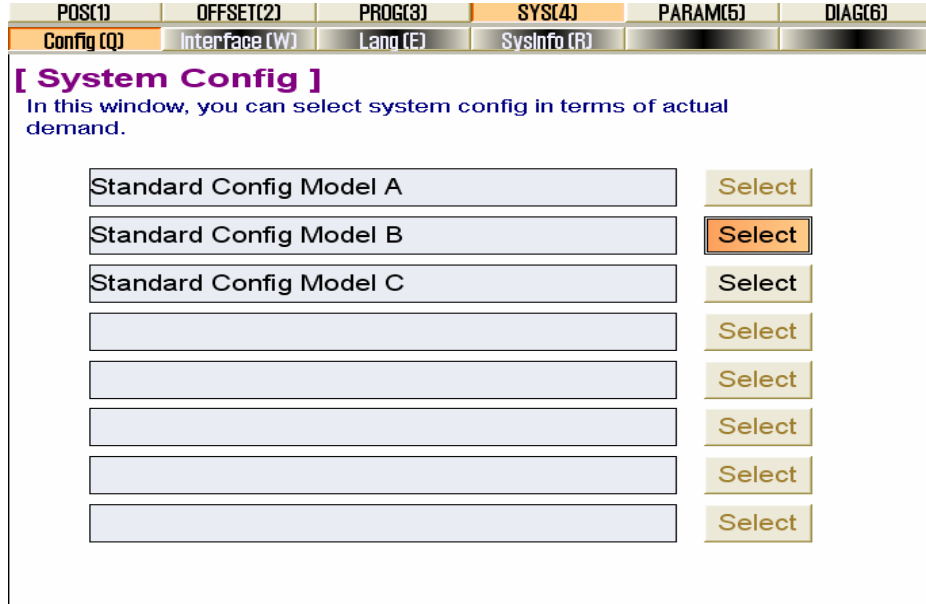 POS(1) OFFSET(2) PROG(3) SYS(4) PARAM(5) DIAG(6)
Config (Q) Interface (W) Lang (E) SysInfo (R)
[ System Config ]
In this window, you can select system config in terms of actual
demand.
Standard Config Model A Select
Standard Config Model B Select
Standard Config Model C Select
Select
Select
Select
Select
Select